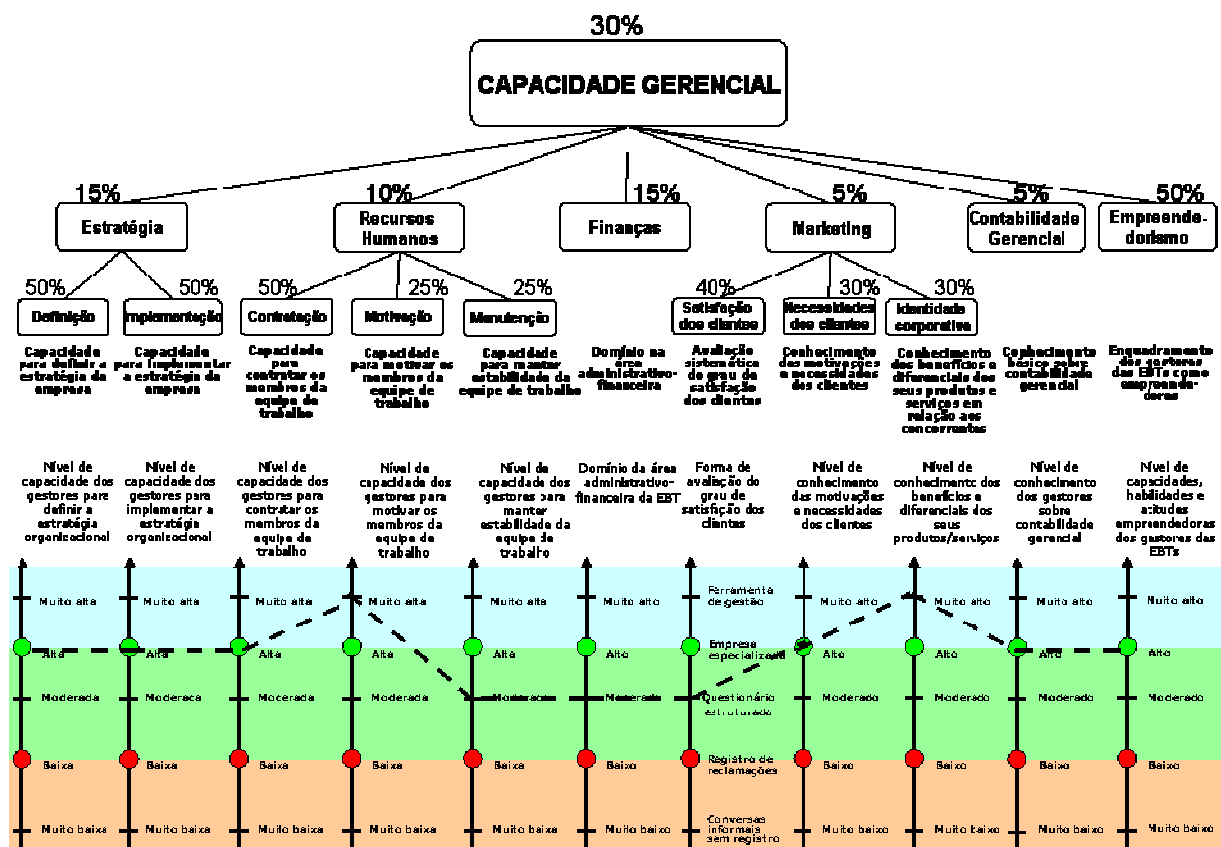 30%
CAPACIDADE GERENCIAL
15%
10%
15%
5%
5%
50%
Estratégia
Recursos
Humanos
Finanças
Marketing
Contabilidade
Gerencial
Empreende-
dorismo
50%
50%
50%
25%
25%
40%
30%
30%
Definição
Implementação
Contratação
Motivação
Manutenção
Satisfação
dos clientes
Necessidades
dos clientes
Identidade
corporativa
Capacidade
para definir a
estratégia da
empresa
Capacidade
para implementar
a estratégia da
empresa
Capacidade
para
contratar os
membros da
equipe de
trabalho
Capacidade
para motivar os
membros da
equipe de
trabalho
Capacidade
para manter
estabilidade da
equipe de trabalho
Domínio na
área
administrativo-
financeira
Avaliação
sistemática
do grau de
satisfação
dos clientes
Conhecimento
das motivações
e necessidades
dos clientes
Conhecimento
dos benefícios e
diferenciais dos
seus produtos e
serviços em
relação aos
concorrentes
Conhecimento
básico sobre
contabilidade
gerencial
Enquadramento
dos gestores
das EBTs como
empreende-
dores
Nível de
capacidade dos
gestores para
definir a
estratégia
organizacional
Nível de
capacidade dos
gestores para
implementar a
estratégia
organizacional
Nível de
capacidade dos
gestores para
contratar os
membros da
equipe de
trabalho
Nível de
capacidade dos
gestores para
motivar os
membros da
equipe de
trabalho
Nível de
capacidade dos
gestores para
manter
estabilidade da
equipe de
trabalho
Domínio da área
administrativo-
financeira da EBT
Forma de
avaliação do
grau de
satisfação dos
clientes
Nível de
conhecimento
das motivações
e necessidades
dos clientes
Nível de
conhecimento dos
benefícios e
diferenciais dos
seus
produtos/serviços
Nível de
conhecimento
dos gestores
sobre
contabilidade
gerencial
Nível de
capacidades,
habilidades e
atitudes
empreendedoras
dos gestores das
EBTs
Muito alta
Muito alta
Muito alta
Muito alta
Muito alta
Muito alta
Ferramenta
de gestão
Muito alto
Muito alto
Muito alto
Muito alto
Alta
Alta
Alta
Alta
Alta
Alto
Empresa
especializada
Alto
Alto
Alto
Alto
Moderada
Moderada
Moderada
Moderada
Moderada
Moderado
Questionário
estruturado
Moderado
Moderado
Moderado
Moderado
Baixa
Baixa
Baixa
Baixa
Baixa
Baixo
Registro de
reclamações
Baixo
Baixo
Baixo
Baixo
Muito baixa
Muito baixa
Muito baixa
Muito baixa
Muito baixa
Muito baixo
Conversas
informais
sem registro
Muito baixo
Muito baixo
Muito baixo
Muito baixo